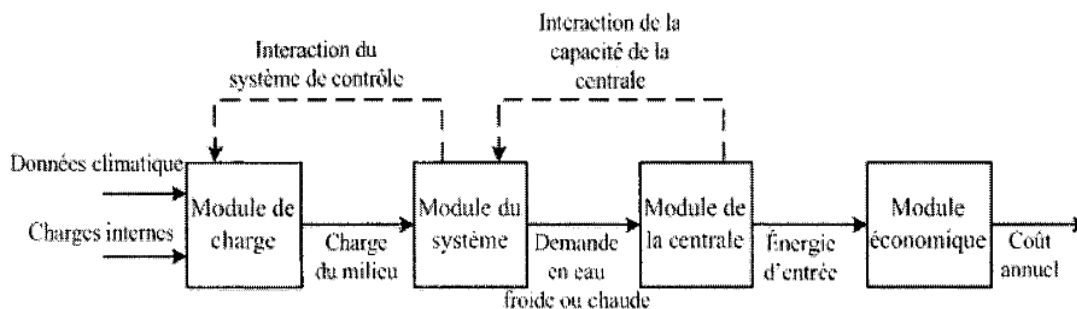 Interaction du
système de contrôle
Interaction de la
capacité de la
centrale
Données climatique
Charges internes
Module de
charge
Charge
du milieu
Module du
système
Demande
en eau
froide ou chaude
Module de
la centrale
Énergie
d'entrée
Module
économique
Coût
annuel